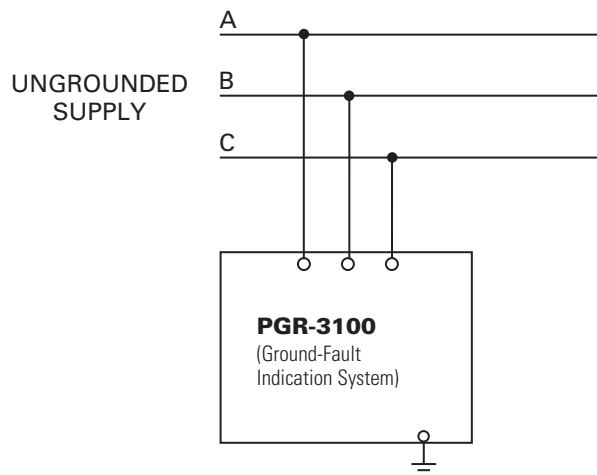 A
UNGROUNDED
SUPPLY
B
C
PGR-3100
(Ground-Fault
Indication System)